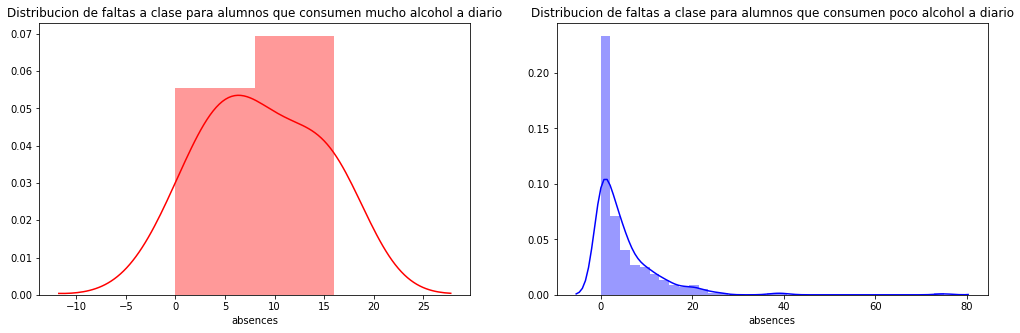 Distribucion de faltas a clase para alumnos que consumen mucho alcohol a diario
0.07
0.06
0.05
0.04
0.03
0.02
0.01
0.00
−10 −5 0 5 10 15 20 25
absences
Distribucion de faltas a clase para alumnos que consumen poco alcohol a diario
0.20
0.15
0.10
0.05
0.00
0 20 40 60 80
absences